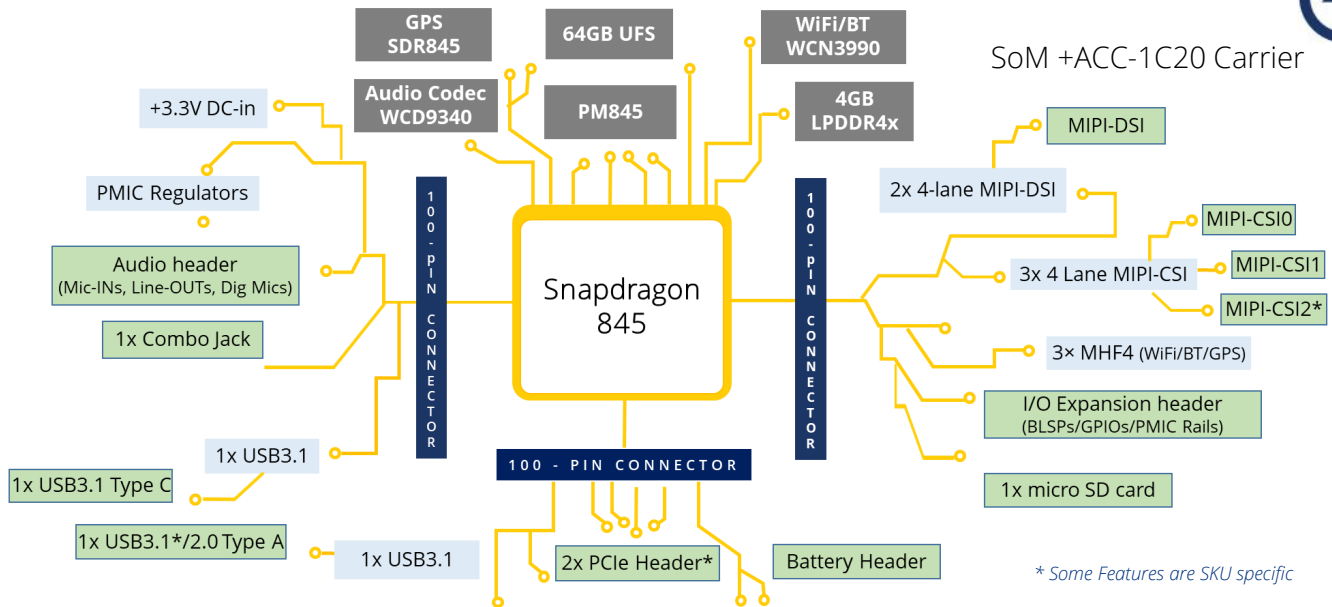 GPS
SDR845
64GB UFS
WiFi/BT
WCN3990
SoM +ACC-1C20 Carrier
+3.3V DC-in
Audio Codec
WCD9340
PM845
4GB
LPDDR4x
MIPI-DSI
PMIC Regulators
2x 4-lane MIPI-DSI
MIPI-CSI0
Audio header
(Mic-INs, Line-OUTs, Dig Mics)
3x 4 Lane MIPI-CSI
MIPI-CSI1
MIPI-CSI2*
100-pIN CONNECTOR
Snapdragon
845
100-pIN CONNECTOR
1x Combo Jack
3× MHF4 (WiFi/BT/GPS)
I/O Expansion header
(BLSPs/GPIOs/PMIC Rails)
1x USB3.1
100 - PIN CONNECTOR
1x USB3.1 Type C
1x micro SD card
1x USB3.1*/2.0 Type A
1x USB3.1
2x PCIe Header*
Battery Header
* Some Features are SKU specific